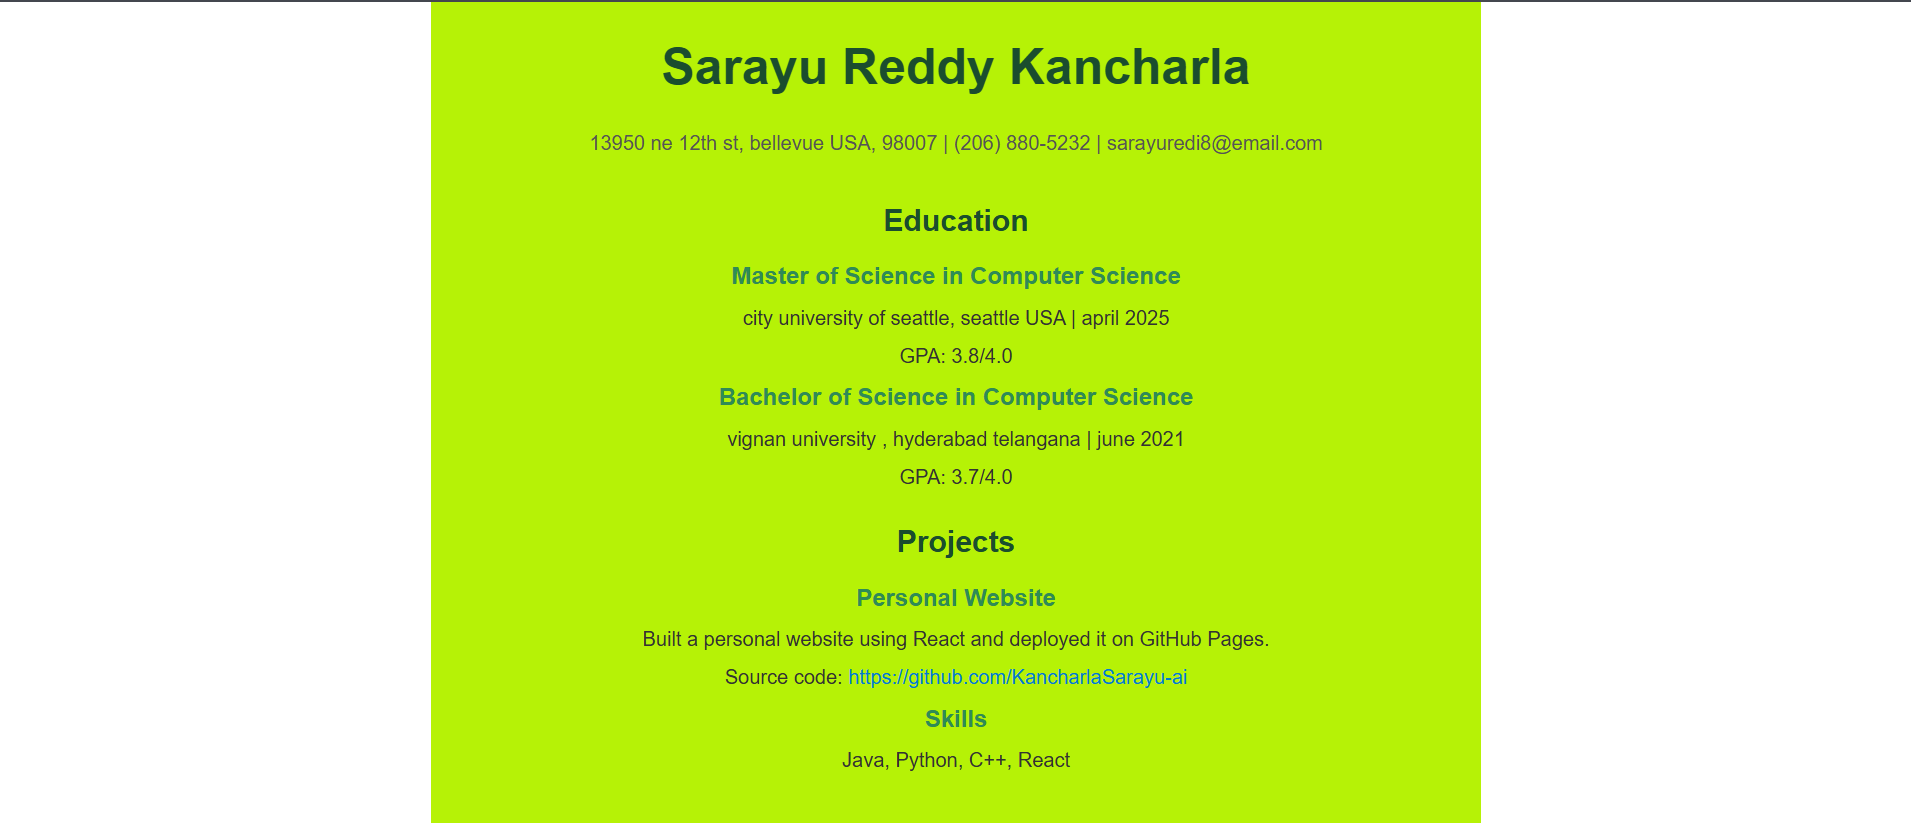 Sarayu Reddy Kancharla
13950 ne 12th st, bellevue USA, 98007 | (206) 880-5232 | sarayuredi8@email.com
Education
Master of Science in Computer Science
city university of seattle, seattle USA | april 2025
GPA: 3.8/4.0
Bachelor of Science in Computer Science
vignan university , hyderabad telangana | june 2021
GPA: 3.7/4.0
Projects
Personal Website
Built a personal website using React and deployed it on GitHub Pages.
Source code: https://github.com/KancharlaSarayu-ai
Skills
Java, Python, C++, React